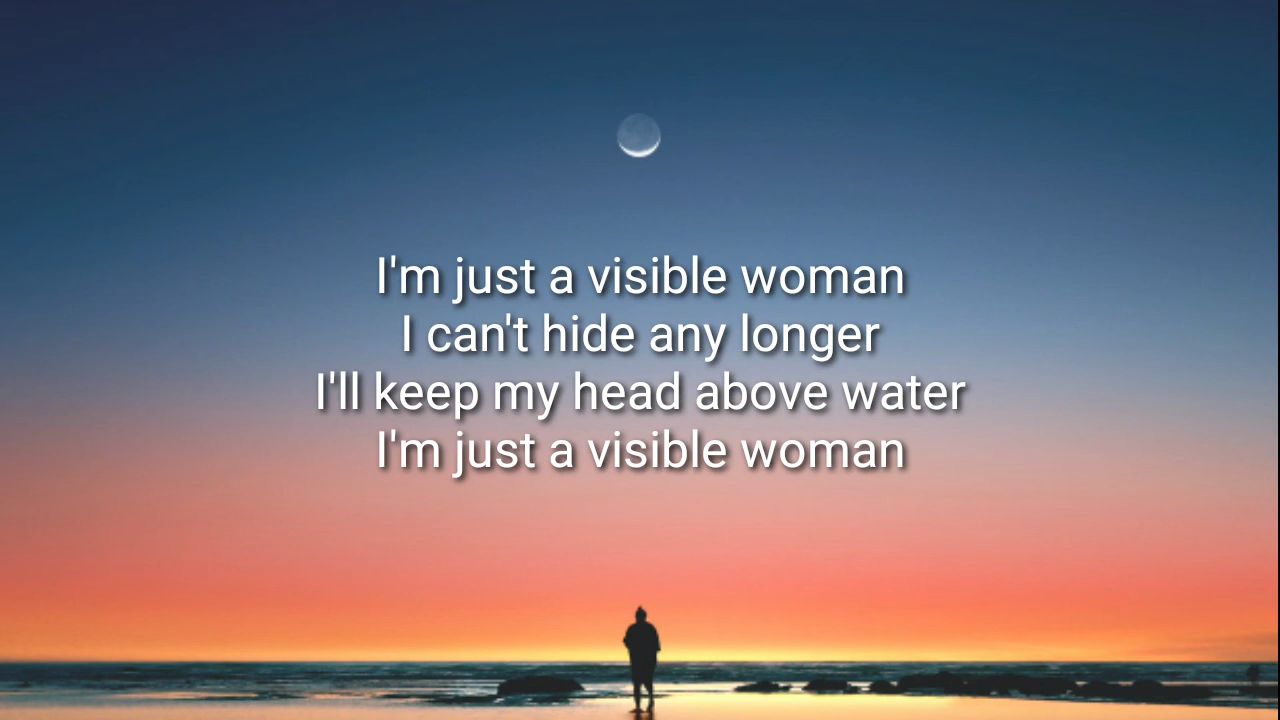 I'm just a visible woman
I can't hide any longer
I'll keep my head above water
I'm just a visible woman